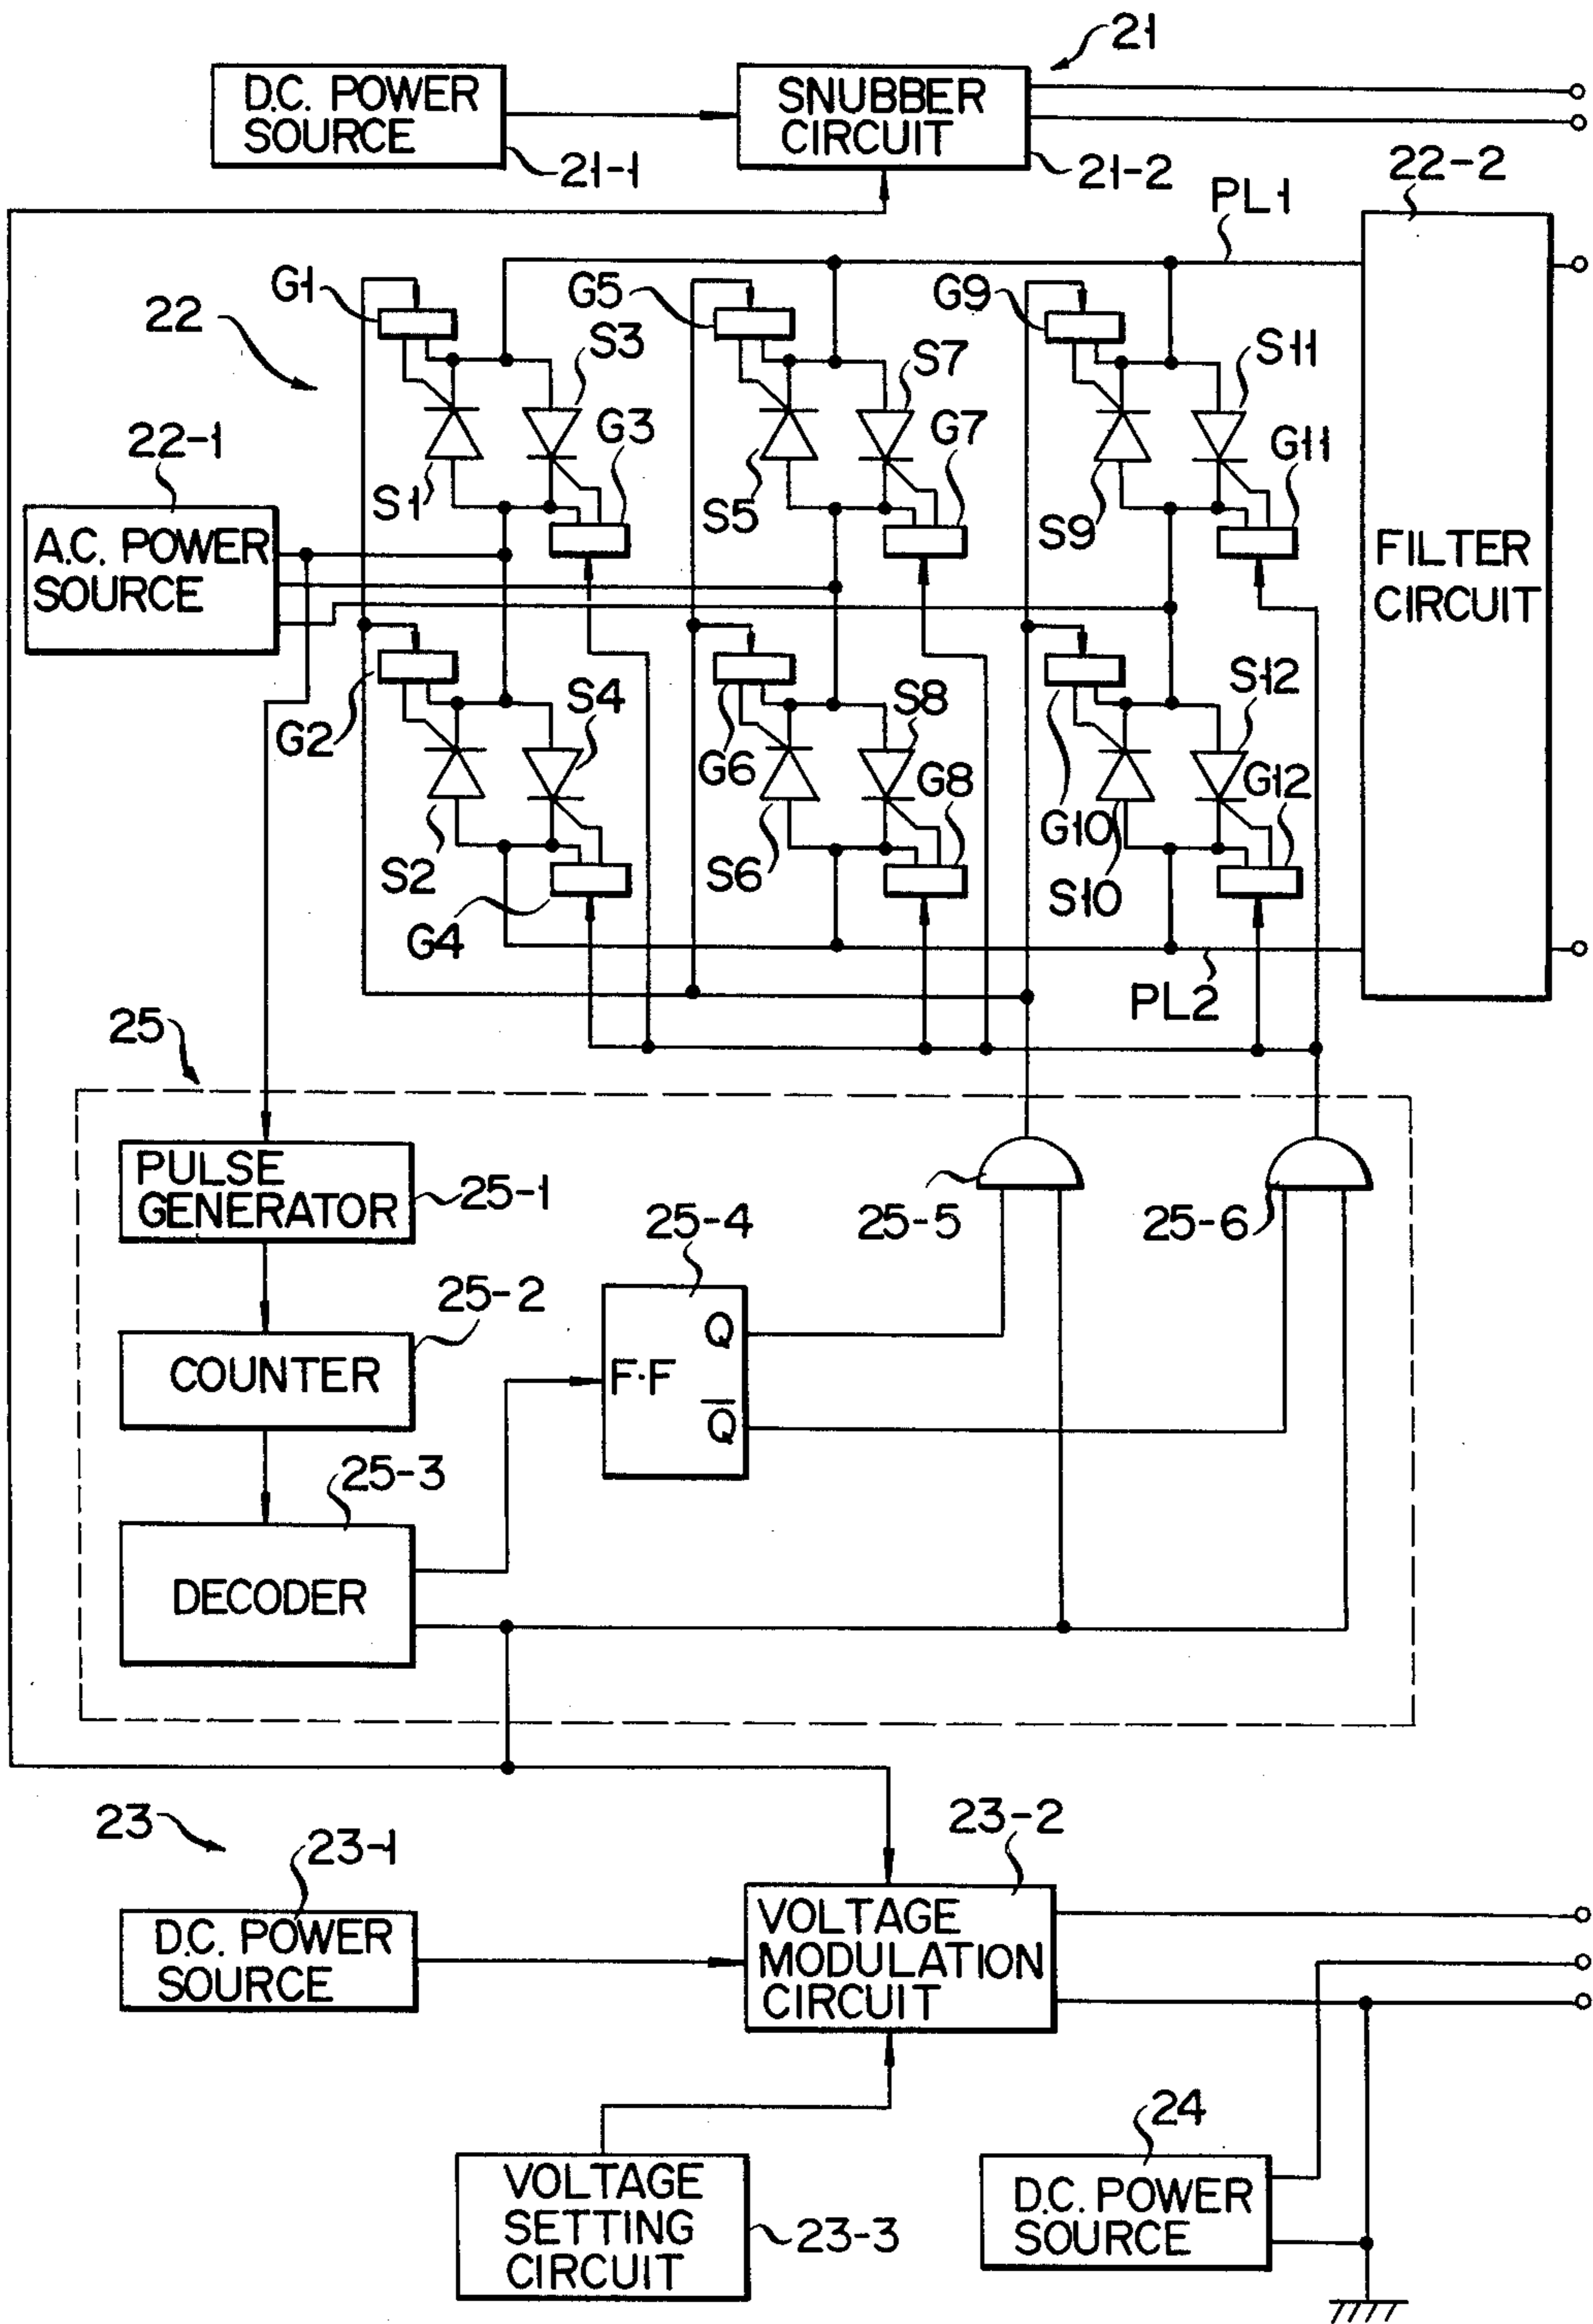 21
D.C. POWER
SOURCE
21-1
SNUBBER
CIRCUIT
21-2
22-2
PL1
G1
G5
G9
22
S3
S7
S11
22-1
G3
G7
G11
S1
S5
S9
A.C. POWER
SOURCE
FILTER
CIRCUIT
G2
S4
G6
S8
S12
G8
G10
G12
S2
S6
S10
G4
PL2
25
PULSE
GENERATOR
25-1
25-5
25-6
25-4
25-2
Q
COUNTER
F·F
Q̅
25-3
DECODER
23
23-1
23-2
D.C. POWER
SOURCE
VOLTAGE
MODULATION
CIRCUIT
24
VOLTAGE
SETTING
CIRCUIT
23-3
D.C. POWER
SOURCE